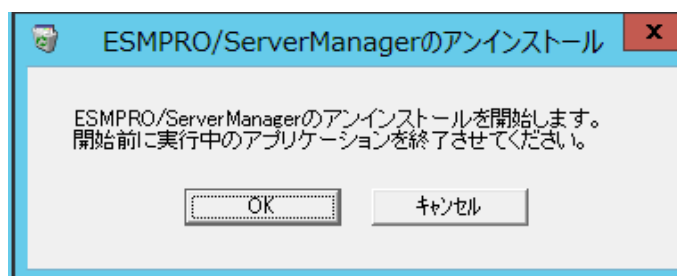 ESMPRO/ServerManagerのアンインストール
x
ESMPRO/ServerManagerのアンインストールを開始します。
開始前に実行中のアプリケーションを終了させてください。
OK
キャンセル